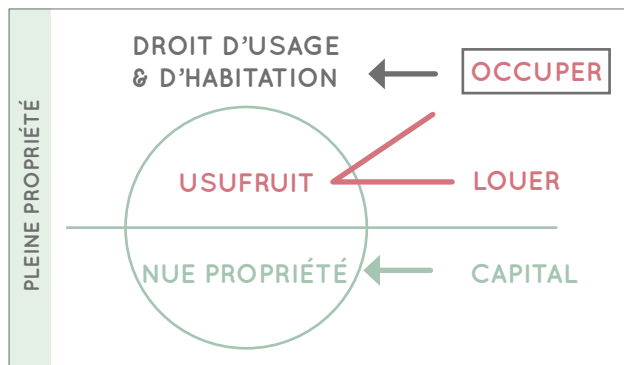 PLEINE PROPRIÉTÉ
DROIT D'USAGE
& D'HABITATION
OCCUPER
USUFRUIT
LOUER
NUE PROPRIÉTÉ
CAPITAL